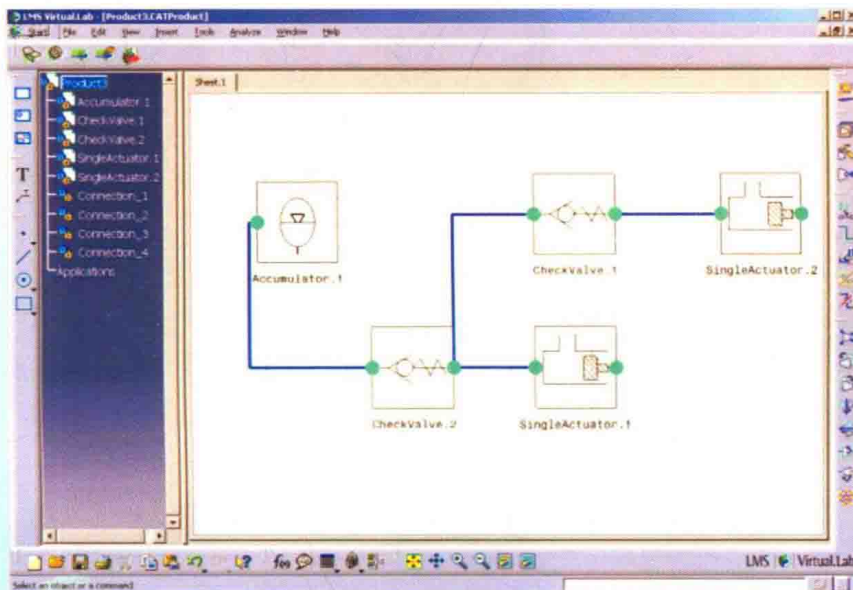 LMS Virtual.Lab - [Product3.CATProduct]
Start File Edit View Insert Tools Analyze Window Help
Product3
Accumulator.1
CheckValve.1
CheckValve.2
SingleActuator.1
SingleActuator.2
Connection_1
Connection_2
Connection_3
Connection_4
Applications
Sheet.1
Accumulator.1
CheckValve.1
SingleActuator.2
CheckValve.2
SingleActuator.1
T
LMS Virtual.Lab
Select an object or a command